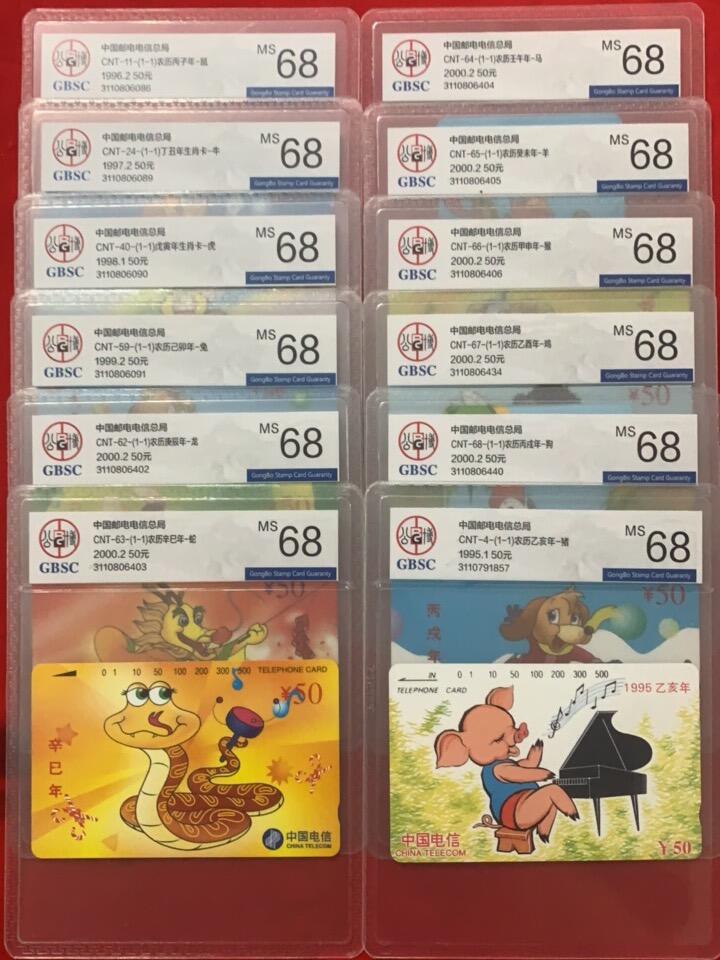 中国邮电电信总局
CNT-11-(1-1)农历丙子年-鼠
1996.2 50元
3110806086
GBSC
MS 68
GongBo Stamp Card Guaranty
中国邮电电信总局
CNT-24-(1-1)丁丑年生肖卡-牛
1997.2 50元
3110806089
GBSC
MS 68
GongBo Stamp Card Guaranty
中国邮电电信总局
CNT-40-(1-1)戊寅年生肖卡-虎
1998.1 50元
3110806090
GBSC
MS 68
GongBo Stamp Card Guaranty
中国邮电电信总局
CNT-59-(1-1)农历己卯年-兔
1999.2 50元
3110806091
GBSC
MS 68
GongBo Stamp Card Guaranty
中国邮电电信总局
CNT-62-(1-1)农历庚辰年-龙
2000.2 50元
3110806402
GBSC
MS 68
GongBo Stamp Card Guaranty
中国邮电电信总局
CNT-63-(1-1)农历辛巳年-蛇
2000.2 50元
3110806403
GBSC
MS 68
GongBo Stamp Card Guaranty
¥50
0 1 10 50 100 200 300 500 TELEPHONE CARD
¥50
辛巳年
中国电信
CHINA TELECOM
中国邮电电信总局
CNT-64-(1-1)农历壬午年-马
2000.2 50元
3110806404
GBSC
MS 68
GongBo Stamp Card Guaranty
中国邮电电信总局
CNT-65-(1-1)农历癸未年-羊
2000.2 50元
3110806405
GBSC
MS 68
GongBo Stamp Card Guaranty
中国邮电电信总局
CNT-66-(1-1)农历甲申年-猴
2000.2 50元
3110806406
GBSC
MS 68
GongBo Stamp Card Guaranty
中国邮电电信总局
CNT-67-(1-1)农历乙酉年-鸡
2000.2 50元
3110806434
GBSC
MS 68
GongBo Stamp Card Guaranty
¥50
中国邮电电信总局
CNT-68-(1-1)农历丙戌年-狗
2000.2 50元
3110806440
GBSC
MS 68
GongBo Stamp Card Guaranty
中国邮电电信总局
CNT-4-(1-1)农历乙亥年-猪
1995.1 50元
3110791857
GBSC
MS 68
GongBo Stamp Card Guaranty
¥50
丙戌年
IN 0 1 10 50 100 200 300 500
TELEPHONE CARD
1995 乙亥年
中国电信
CHINA TELECOM
¥50